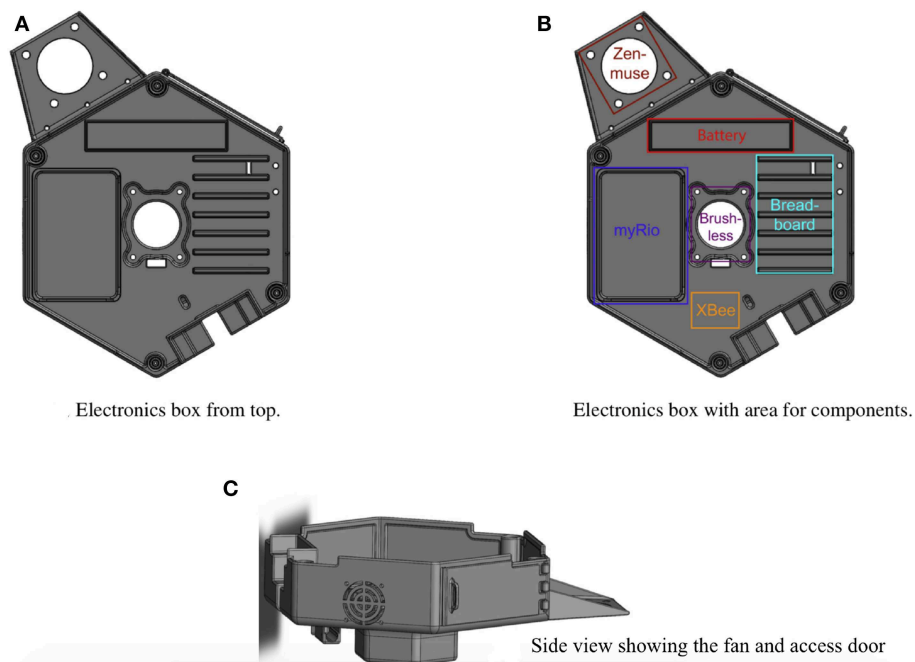 A
B
Zen-
muse
Battery
myRio
Brush-
less
Bread-
board
XBee
Electronics box from top.
Electronics box with area for components.
C
Side view showing the fan and access door